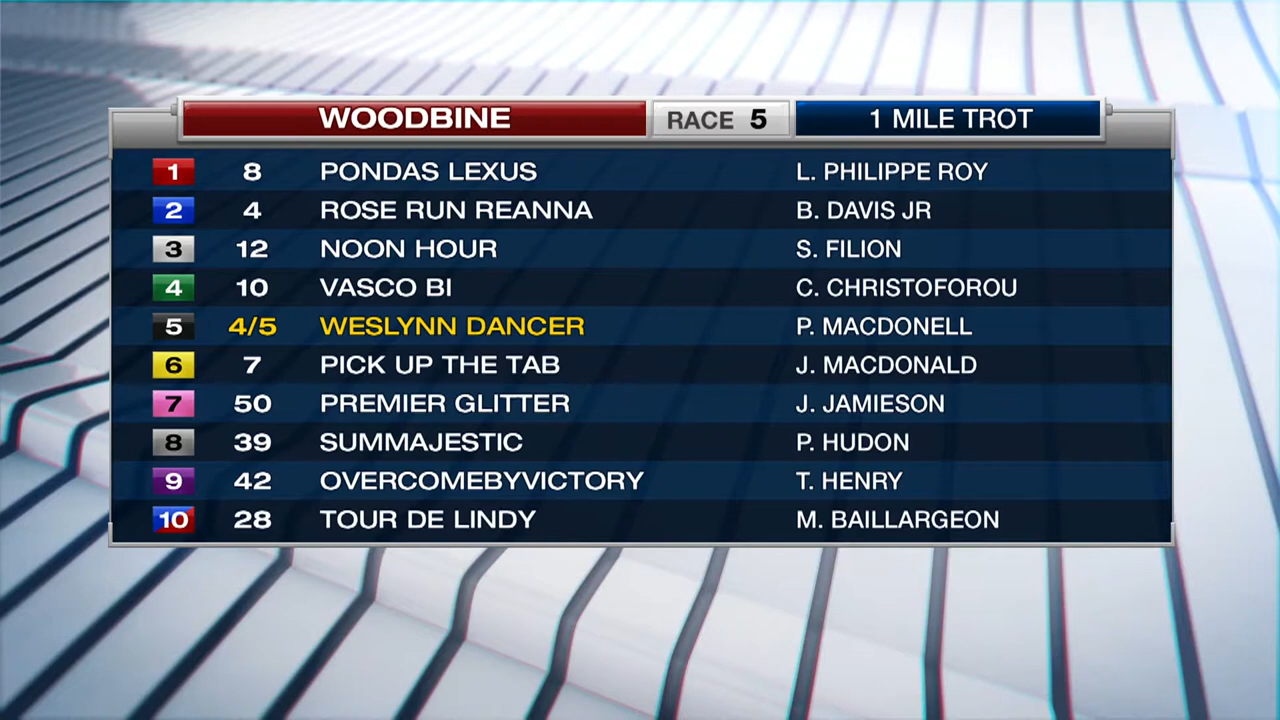 WOODBINE RACE 5 1 MILE TROT
1 8 PONDAS LEXUS L. PHILIPPE ROY
2 4 ROSE RUN REANNA B. DAVIS JR
3 12 NOON HOUR S. FILION
4 10 VASCO BI C. CHRISTOFOROU
5 4/5 WESLYNN DANCER P. MACDONELL
6 7 PICK UP THE TAB J. MACDONALD
7 50 PREMIER GLITTER J. JAMIESON
8 39 SUMMAJESTIC P. HUDON
9 42 OVERCOMEBYVICTORY T. HENRY
10 28 TOUR DE LINDY M. BAILLARGEON